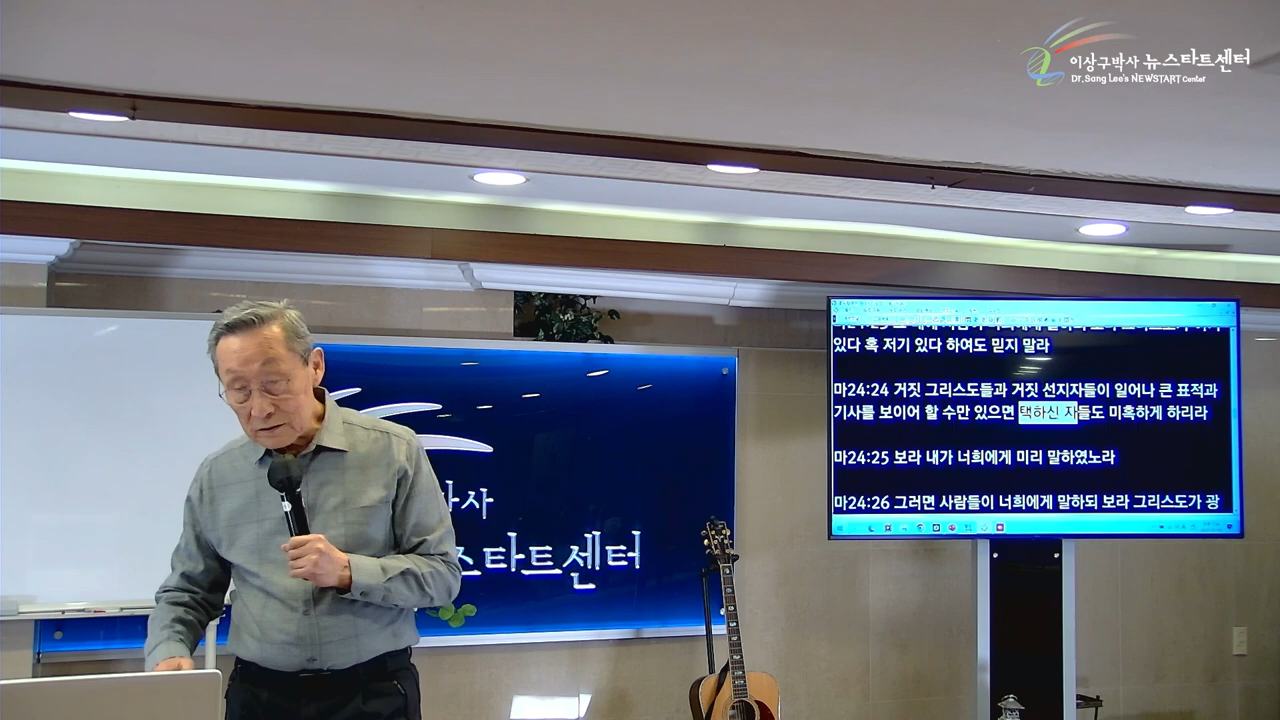 이상구박사 뉴스타트센터
Dr.Sang Lee's NEWSTART Center
있다 혹 저기 있다 하여도 믿지 말라
마24:24 거짓 그리스도들과 거짓 선지자들이 일어나 큰 표적과
기사를 보이어 할 수만 있으면 택하신 자들도 미혹하게 하리라
마24:25 보라 내가 너희에게 미리 말하였노라
마24:26 그러면 사람들이 너희에게 말하되 보라 그리스도가 광
박사
스타트센터